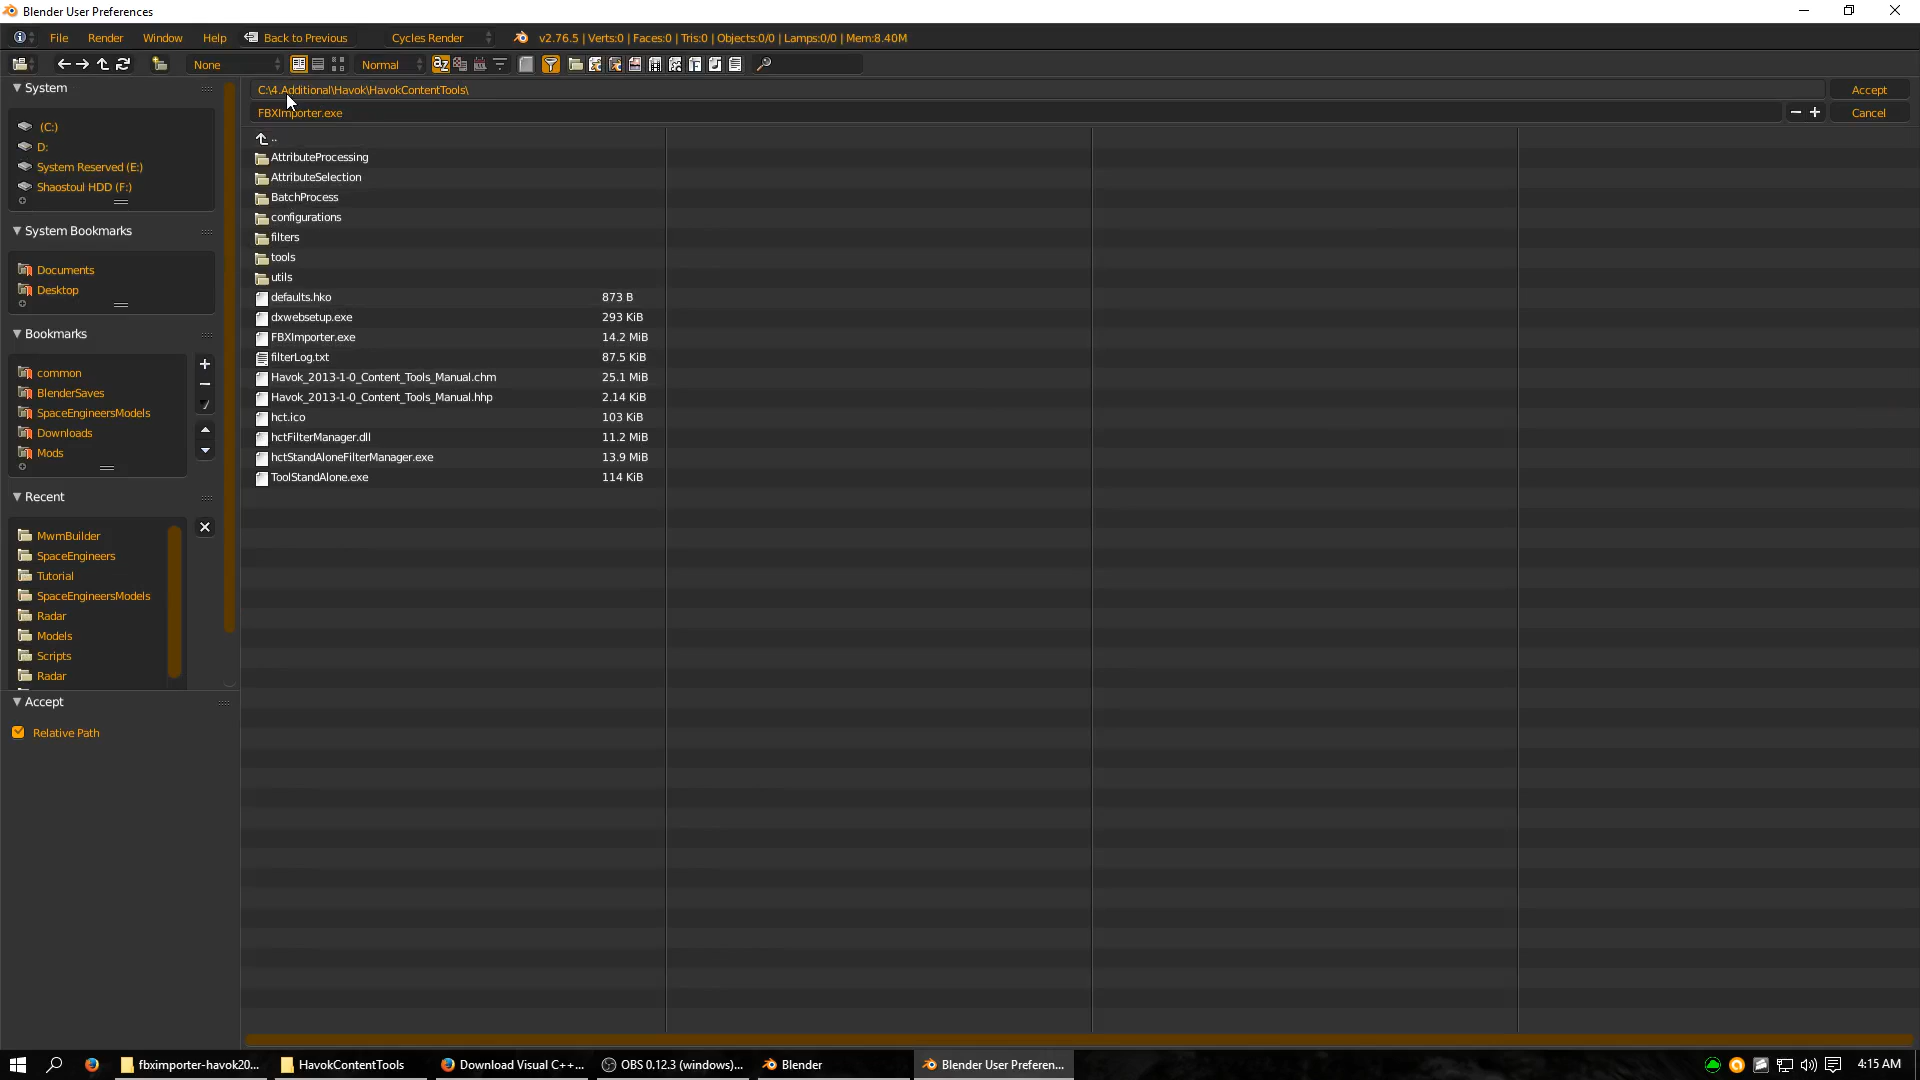 Blender User Preferences
File Render Window Help Back to Previous Cycles Render v2.76.5 | Verts:0 | Faces:0 | Tris:0 | Objects:0/0 | Lamps:0/0 | Mem:8.40M
None Normal
System
(C:)
D:
System Reserved (E:)
Shaostoul HDD (F:)
System Bookmarks
Documents
Desktop
Bookmarks
common
BlenderSaves
SpaceEngineersModels
Downloads
Mods
Recent
MwmBuilder
SpaceEngineers
Tutorial
SpaceEngineersModels
Radar
Models
Scripts
Radar
Accept
Relative Path
C:\4.Additional\Havok\HavokContentTools\ Accept
FBXImporter.exe Cancel
..
AttributeProcessing
AttributeSelection
BatchProcess
configurations
filters
tools
utils
defaults.hko 873 B
dxwebsetup.exe 293 KiB
FBXImporter.exe 14.2 MiB
filterLog.txt 87.5 KiB
Havok_2013-1-0_Content_Tools_Manual.chm 25.1 MiB
Havok_2013-1-0_Content_Tools_Manual.hhp 2.14 KiB
hct.ico 103 KiB
hctFilterManager.dll 11.2 MiB
hctStandAloneFilterManager.exe 13.9 MiB
ToolStandAlone.exe 114 KiB
fbximporter-havok20... HavokContentTools Download Visual C++... OBS 0.12.3 (windows)... Blender Blender User Preferen... 4:15 AM